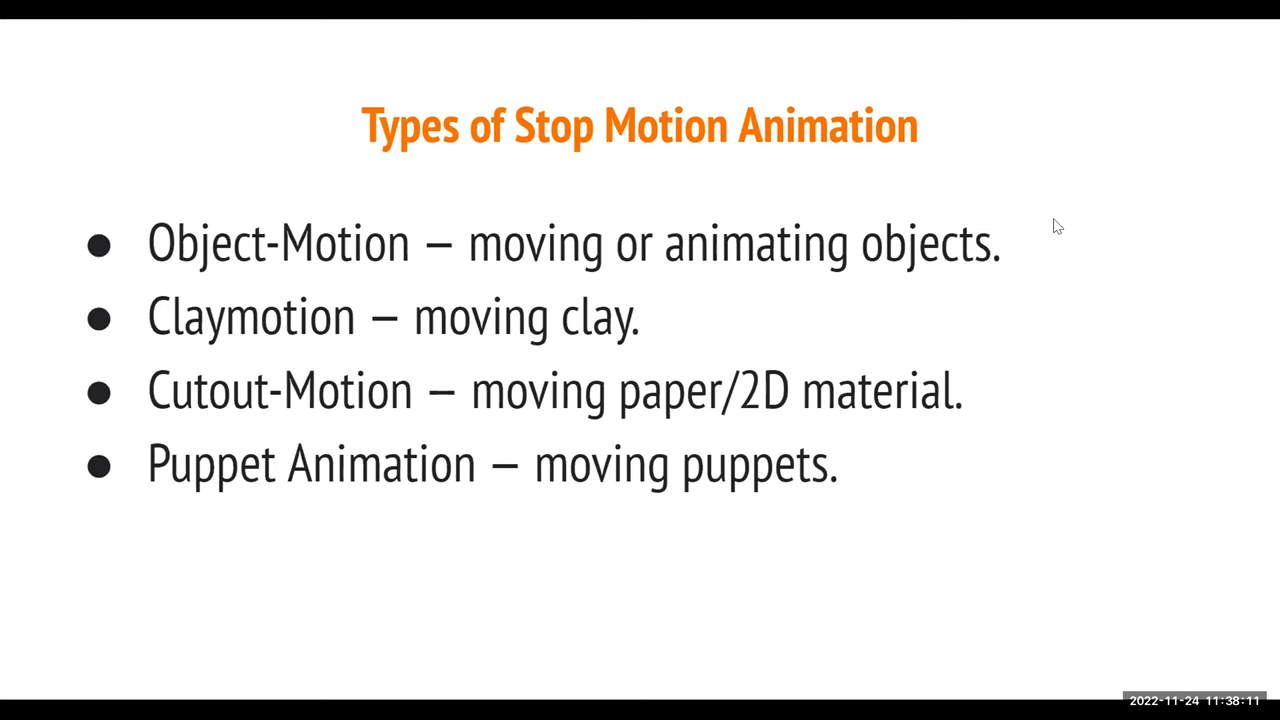 Types of Stop Motion Animation
● Object-Motion — moving or animating objects.
● Claymotion — moving clay.
● Cutout-Motion — moving paper/2D material.
● Puppet Animation — moving puppets.
2022-11-24 11:38:11